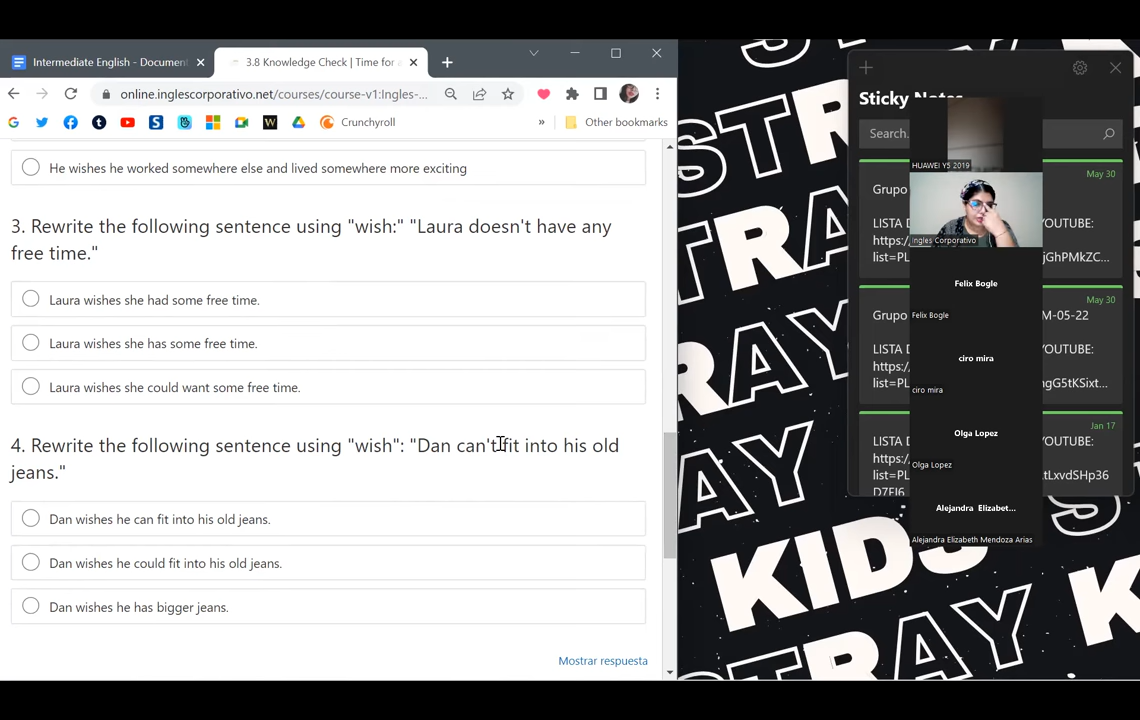 Intermediate English - Document
3.8 Knowledge Check | Time for a
online.inglescorporativo.net/courses/course-v1:Ingles-...
Crunchyroll
»
Other bookmarks
He wishes he worked somewhere else and lived somewhere more exciting
3. Rewrite the following sentence using "wish:" "Laura doesn't have any
free time."
Laura wishes she had some free time.
Laura wishes she has some free time.
Laura wishes she could want some free time.
4. Rewrite the following sentence using "wish": "Dan can't fit into his old
jeans."
Dan wishes he can fit into his old jeans.
Dan wishes he could fit into his old jeans.
Dan wishes he has bigger jeans.
Mostrar respuesta
Sticky Notes
Search.
HUAWEI Y5 2019
Ingles Corporativo
Felix Bogle
Felix Bogle
ciro mira
ciro mira
Olga Lopez
Olga Lopez
Alejandra Elizabet...
Alejandra Elizabeth Mendoza Arias
May 30
Grupo
LISTA D
OUTUBE:
https:/
list=PL
jGhPMkZC...
May 30
Grupo
M-05-22
LISTA D
OUTUBE:
https:/
list=PL
ngG5tKSixt...
Jan 17
LISTA D
OUTUBE:
https:/
list=PL
tLxvdSHp36
STRAY
KIDS
STRAY